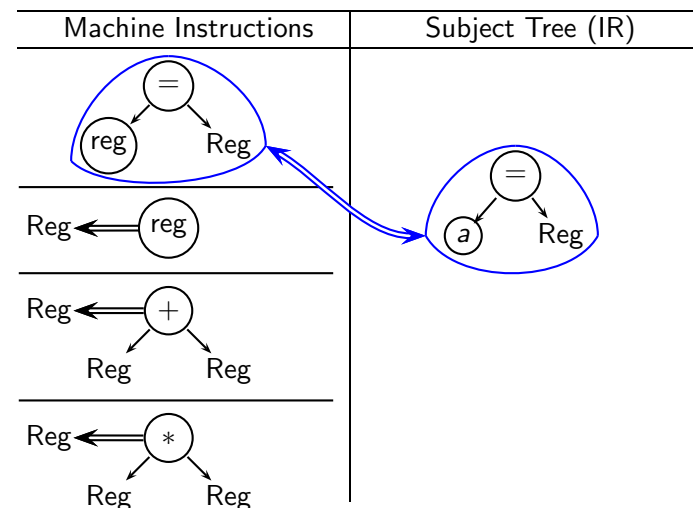 Machine Instructions Subject Tree (IR)
=
reg Reg
=
a Reg
Reg reg
Reg +
Reg Reg
Reg *
Reg Reg